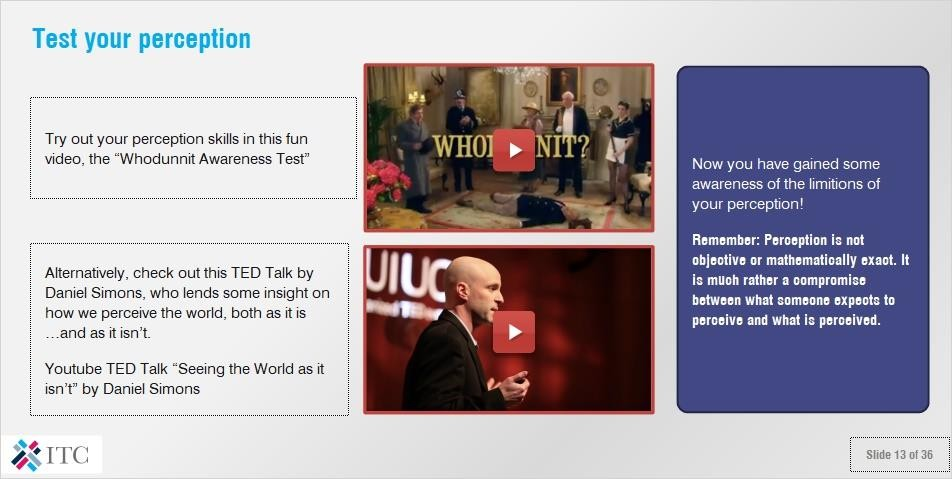 Test your perception
Try out your perception skills in this fun
video, the “Whodunnit Awareness Test”
WHODUNNIT?
Alternatively, check out this TED Talk by
Daniel Simons, who lends some insight on
how we perceive the world, both as it is
…and as it isn’t.
Youtube TED Talk “Seeing the World as it
isn’t” by Daniel Simons
UIUC
Now you have gained some
awareness of the limitions of
your perception!
Remember: Perception is not
objective or mathematically exact. It
is much rather a compromise
between what someone expects to
perceive and what is perceived.
ITC
Slide 13 of 36